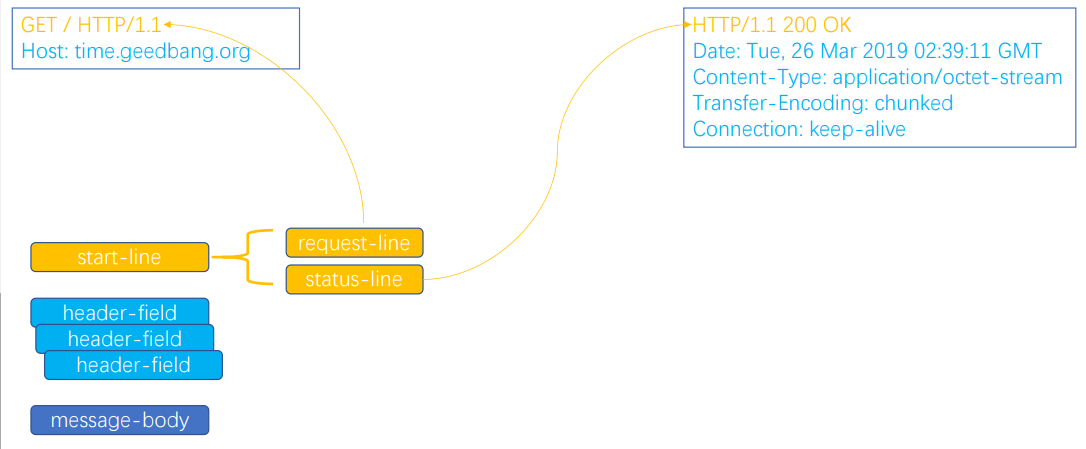 GET / HTTP/1.1
Host: time.geedbang.org
HTTP/1.1 200 OK
Date: Tue, 26 Mar 2019 02:39:11 GMT
Content-Type: application/octet-stream
Transfer-Encoding: chunked
Connection: keep-alive
start-line
request-line
status-line
header-field
header-field
header-field
message-body